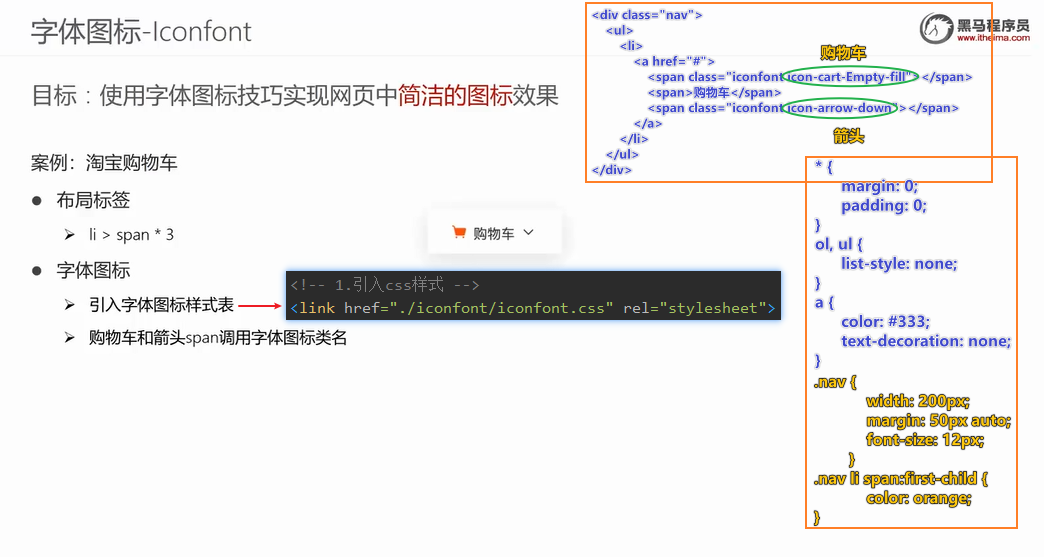 字体图标-Iconfont
黑马程序员
www.itheima.com
目标：使用字体图标技巧实现网页中简洁的图标效果
案例：淘宝购物车
● 布局标签
➢ li > span * 3
● 字体图标
➢ 引入字体图标样式表
➢ 购物车和箭头span调用字体图标类名
购物车
<!-- 1.引入css样式 -->
<link href="./iconfont/iconfont.css" rel="stylesheet">
<div class="nav">
<ul>
<li>
<a href="#">
购物车
<span class="iconfont icon-cart-Empty-fill"></span>
<span>购物车</span>
<span class="iconfont icon-arrow-down"></span>
</a>
箭头
</li>
</ul>
</div>
* {
margin: 0;
padding: 0;
}
ol, ul {
list-style: none;
}
a {
color: #333;
text-decoration: none;
}
.nav {
width: 200px;
margin: 50px auto;
font-size: 12px;
}
.nav li span:first-child {
color: orange;
}